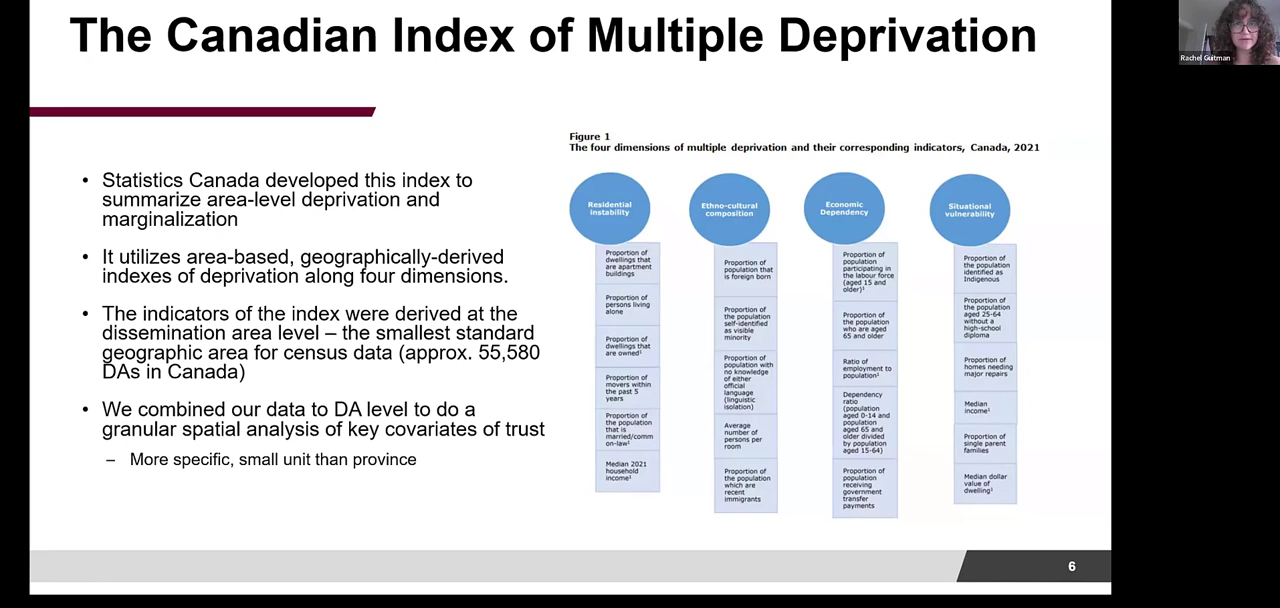 The Canadian Index of Multiple Deprivation
Rachel Guitman
• Statistics Canada developed this index to
summarize area-level deprivation and
marginalization
• It utilizes area-based, geographically-derived
indexes of deprivation along four dimensions.
• The indicators of the index were derived at the
dissemination area level – the smallest standard
geographic area for census data (approx. 55,580
DAs in Canada)
• We combined our data to DA level to do a
granular spatial analysis of key covariates of trust
– More specific, small unit than province
Figure 1
The four dimensions of multiple deprivation and their corresponding indicators, Canada, 2021
Residential
instability
Proportion of
dwellings that
are apartment
buildings
Proportion of
persons living
alone
Proportion of
dwellings that
are owned¹
Proportion of
movers within
the past 5
years
Proportion of
the population
that is
married/comm
on-law¹
Median 2021
household
income¹
Ethno-cultural
composition
Proportion of
population that
is foreign born
Proportion of
the population
self-identified
as visible
minority
Proportion of
population with
no knowledge
of either
official
language
(linguistic
isolation)
Average
number of
persons per
room
Proportion of
the population
which are
recent
immigrants
Economic
Dependency
Proportion of
population
participating in
the labour force
(aged 15 and
older)¹
Proportion of
the population
who are aged
65 and older
Ratio of
employment to
population¹
Dependency
ratio
(population
aged 0-14 and
population
aged 65 and
older divided
by population
aged 15-64)
Proportion of
population
receiving
government
transfer
payments
Situational
vulnerability
Proportion of
the population
identified as
Indigenous
Proportion of
the population
aged 25-64
without a
high-school
diploma
Proportion of
homes needing
major repairs
Median
income¹
Proportion of
single parent
families
Median dollar
value of
dwelling¹
6